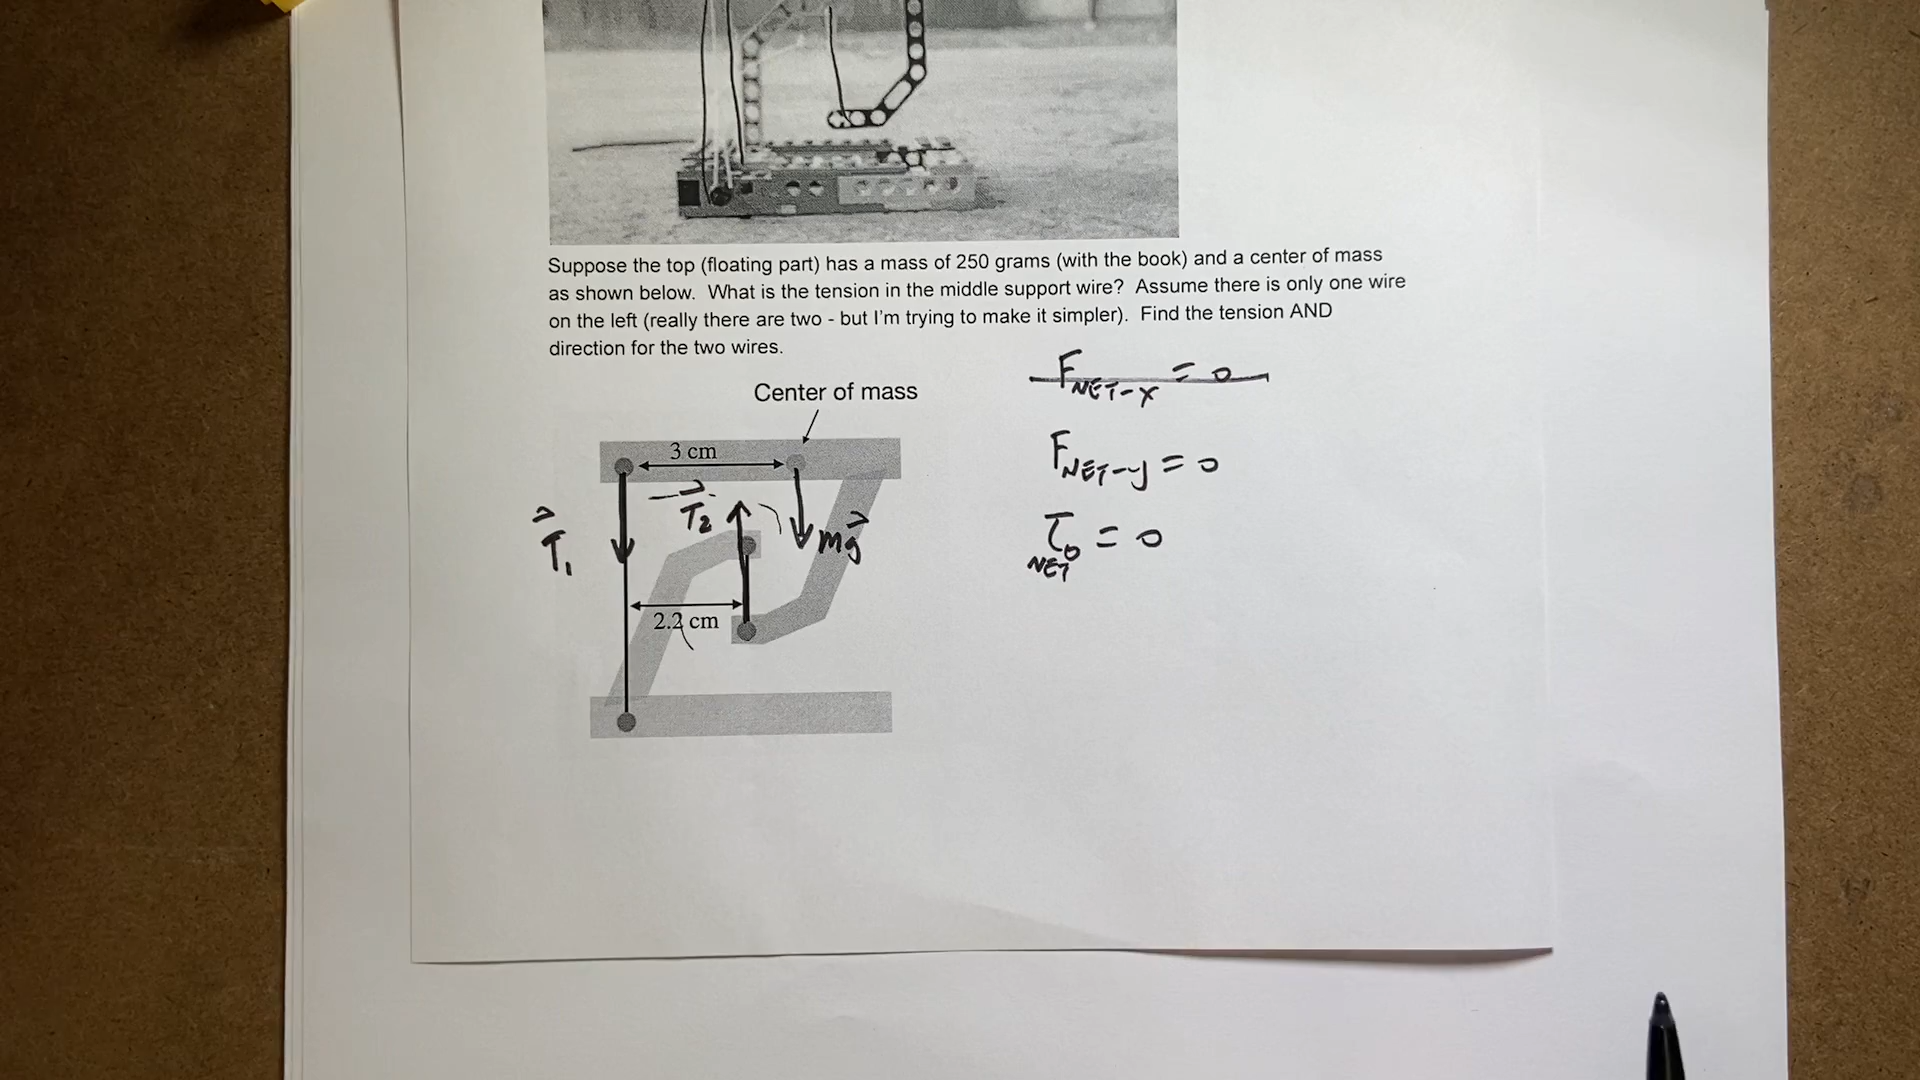 Suppose the top (floating part) has a mass of 250 grams (with the book) and a center of mass
as shown below. What is the tension in the middle support wire? Assume there is only one wire
on the left (really there are two - but I'm trying to make it simpler). Find the tension AND
direction for the two wires.
Center of mass
3 cm
T₁
T₂
mg
2.2 cm
F NET-x = 0
F NET-y = 0
τ₀ NET = 0